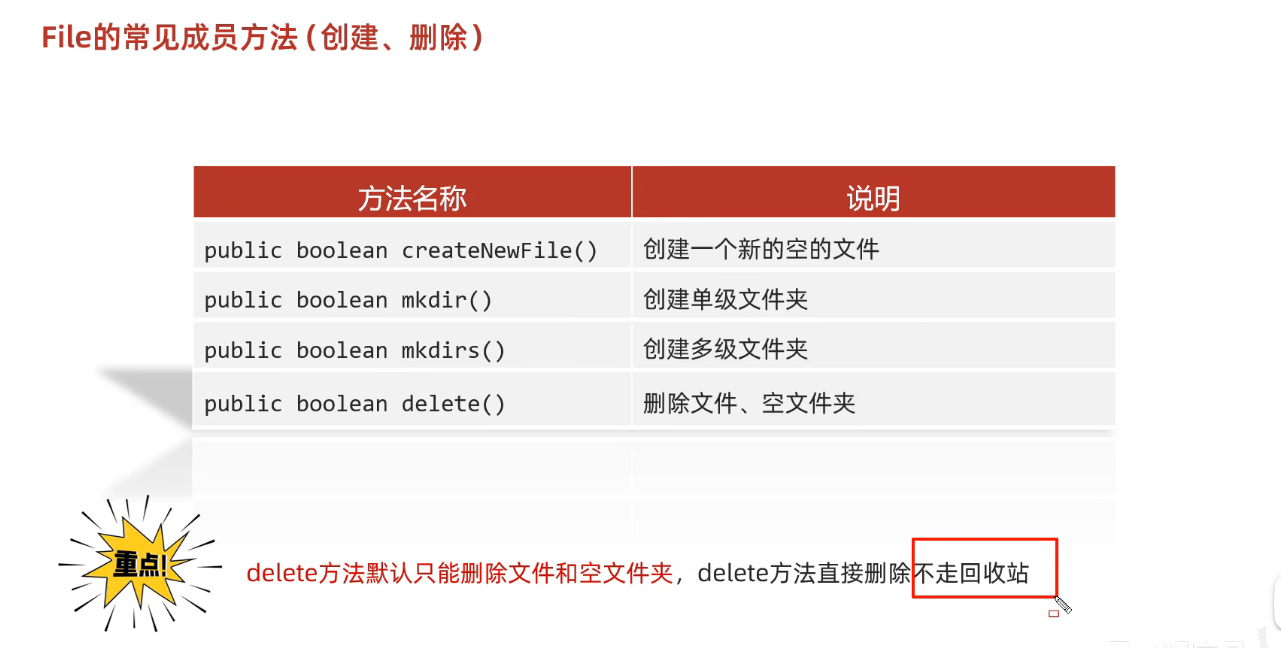 File的常见成员方法(创建、删除)
方法名称 说明
public boolean createNewFile() 创建一个新的空的文件
public boolean mkdir() 创建单级文件夹
public boolean mkdirs() 创建多级文件夹
public boolean delete() 删除文件、空文件夹
重点!
delete方法默认只能删除文件和空文件夹，delete方法直接删除不走回收站